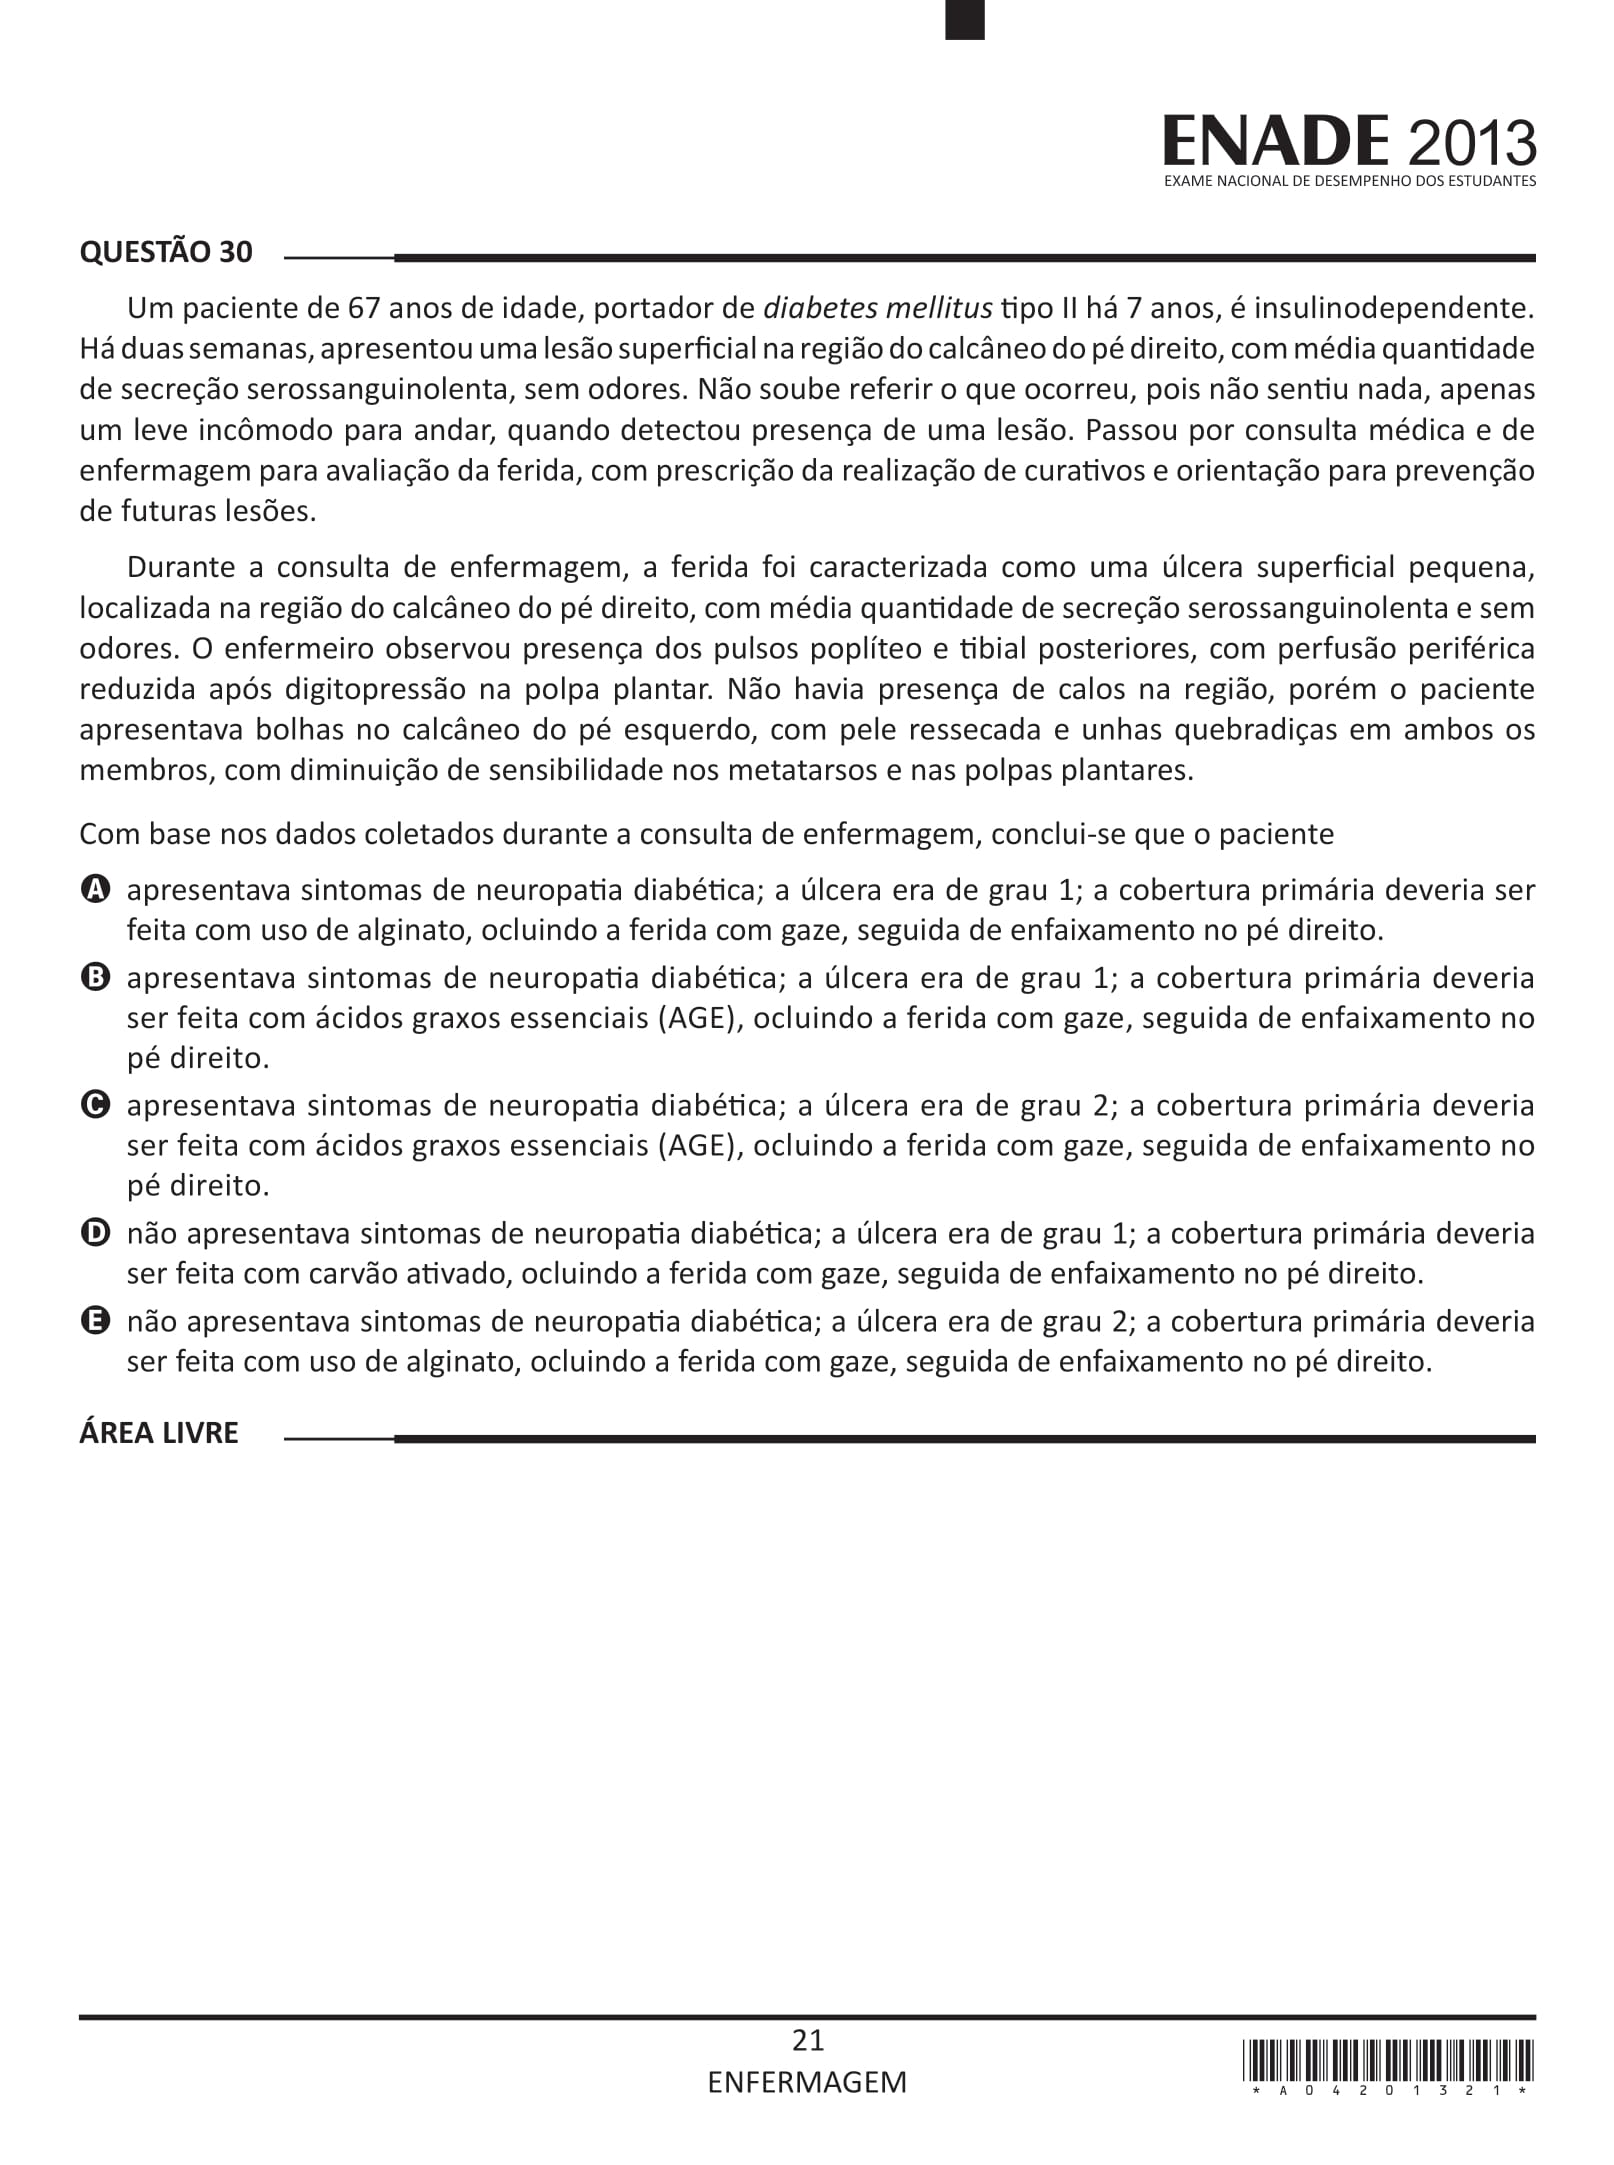 ENADE 2013
EXAME NACIONAL DE DESEMPENHO DOS ESTUDANTES
QUESTÃO 30
Um paciente de 67 anos de idade, portador de diabetes mellitus tipo II há 7 anos, é insulinodependente.
Há duas semanas, apresentou uma lesão superficial na região do calcâneo do pé direito, com média quantidade
de secreção serossanguinolenta, sem odores. Não soube referir o que ocorreu, pois não sentiu nada, apenas
um leve incômodo para andar, quando detectou presença de uma lesão. Passou por consulta médica e de
enfermagem para avaliação da ferida, com prescrição da realização de curativos e orientação para prevenção
de futuras lesões.
Durante a consulta de enfermagem, a ferida foi caracterizada como uma úlcera superficial pequena,
localizada na região do calcâneo do pé direito, com média quantidade de secreção serossanguinolenta e sem
odores. O enfermeiro observou presença dos pulsos poplíteo e tibial posteriores, com perfusão periférica
reduzida após digitopressão na polpa plantar. Não havia presença de calos na região, porém o paciente
apresentava bolhas no calcâneo do pé esquerdo, com pele ressecada e unhas quebradiças em ambos os
membros, com diminuição de sensibilidade nos metatarsos e nas polpas plantares.
Com base nos dados coletados durante a consulta de enfermagem, conclui-se que o paciente
A apresentava sintomas de neuropatia diabética; a úlcera era de grau 1; a cobertura primária deveria ser
feita com uso de alginato, ocluindo a ferida com gaze, seguida de enfaixamento no pé direito.
B apresentava sintomas de neuropatia diabética; a úlcera era de grau 1; a cobertura primária deveria
ser feita com ácidos graxos essenciais (AGE), ocluindo a ferida com gaze, seguida de enfaixamento no
pé direito.
C apresentava sintomas de neuropatia diabética; a úlcera era de grau 2; a cobertura primária deveria
ser feita com ácidos graxos essenciais (AGE), ocluindo a ferida com gaze, seguida de enfaixamento no
pé direito.
D não apresentava sintomas de neuropatia diabética; a úlcera era de grau 1; a cobertura primária deveria
ser feita com carvão ativado, ocluindo a ferida com gaze, seguida de enfaixamento no pé direito.
E não apresentava sintomas de neuropatia diabética; a úlcera era de grau 2; a cobertura primária deveria
ser feita com uso de alginato, ocluindo a ferida com gaze, seguida de enfaixamento no pé direito.
ÁREA LIVRE
21
ENFERMAGEM
* A 0 4 2 0 1 3 2 1 *